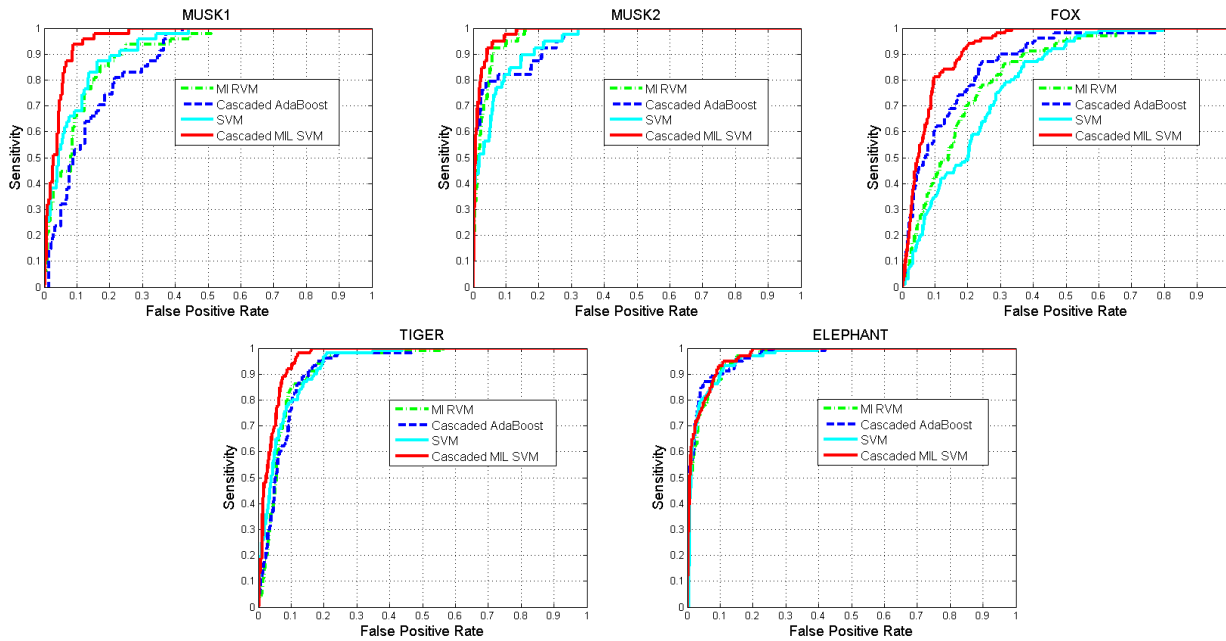 MUSK1
1
0.9
0.8
0.7
0.6
0.5
0.4
0.3
0.2
0.1
0
Sensitivity
MI RVM
Cascaded AdaBoost
SVM
Cascaded MIL SVM
0 0.1 0.2 0.3 0.4 0.5 0.6 0.7 0.8 0.9 1
False Positive Rate
MUSK2
1
0.9
0.8
0.7
0.6
0.5
0.4
0.3
0.2
0.1
0
Sensitivity
MI RVM
Cascaded AdaBoost
SVM
Cascaded MIL SVM
0 0.1 0.2 0.3 0.4 0.5 0.6 0.7 0.8 0.9 1
False Positive Rate
FOX
1
0.9
0.8
0.7
0.6
0.5
0.4
0.3
0.2
0.1
0
Sensitivity
MI RVM
Cascaded AdaBoost
SVM
Cascaded MIL SVM
0 0.1 0.2 0.3 0.4 0.5 0.6 0.7 0.8 0.9
False Positive Rate
TIGER
1
0.9
0.8
0.7
0.6
0.5
0.4
0.3
0.2
0.1
0
Sensitivity
MI RVM
Cascaded AdaBoost
SVM
Cascaded MIL SVM
0 0.1 0.2 0.3 0.4 0.5 0.6 0.7 0.8 0.9 1
False Positive Rate
ELEPHANT
1
0.9
0.8
0.7
0.6
0.5
0.4
0.3
0.2
0.1
0
Sensitivity
MI RVM
Cascaded AdaBoost
SVM
Cascaded MIL SVM
0 0.1 0.2 0.3 0.4 0.5 0.6 0.7 0.8 0.9 1
False Positive Rate